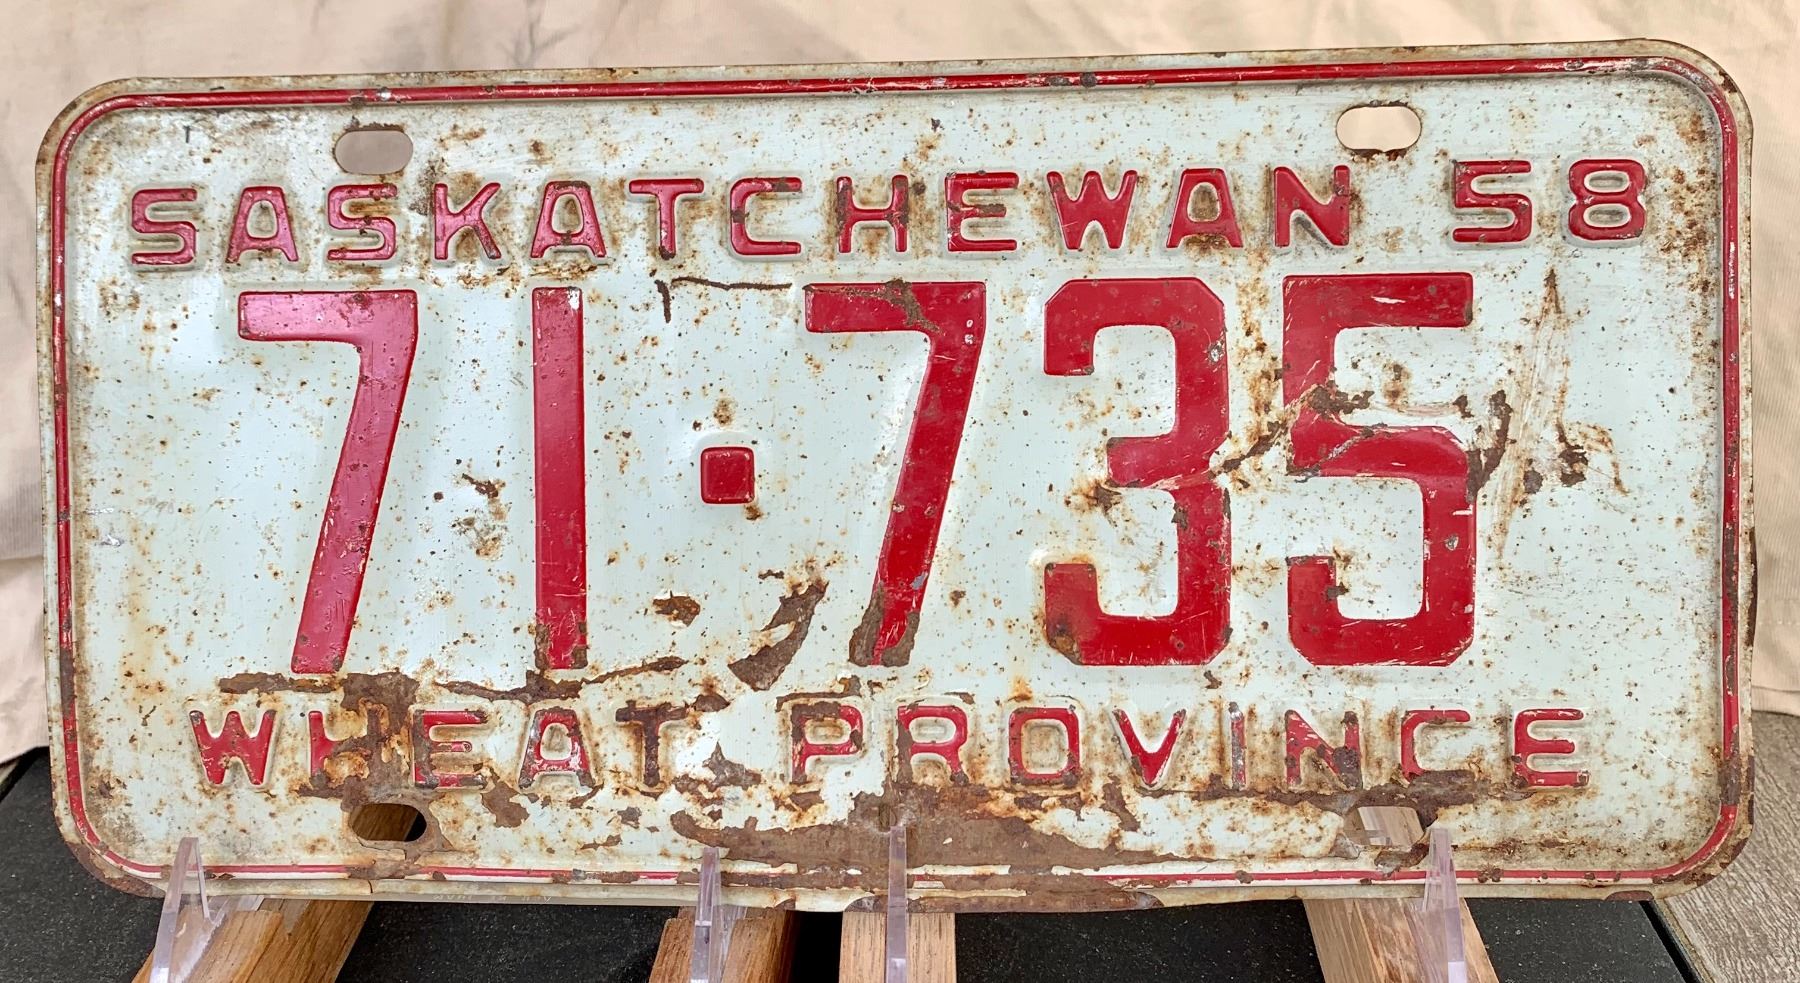 SASKATCHEWAN 58
71·735
WHEAT PROVINCE